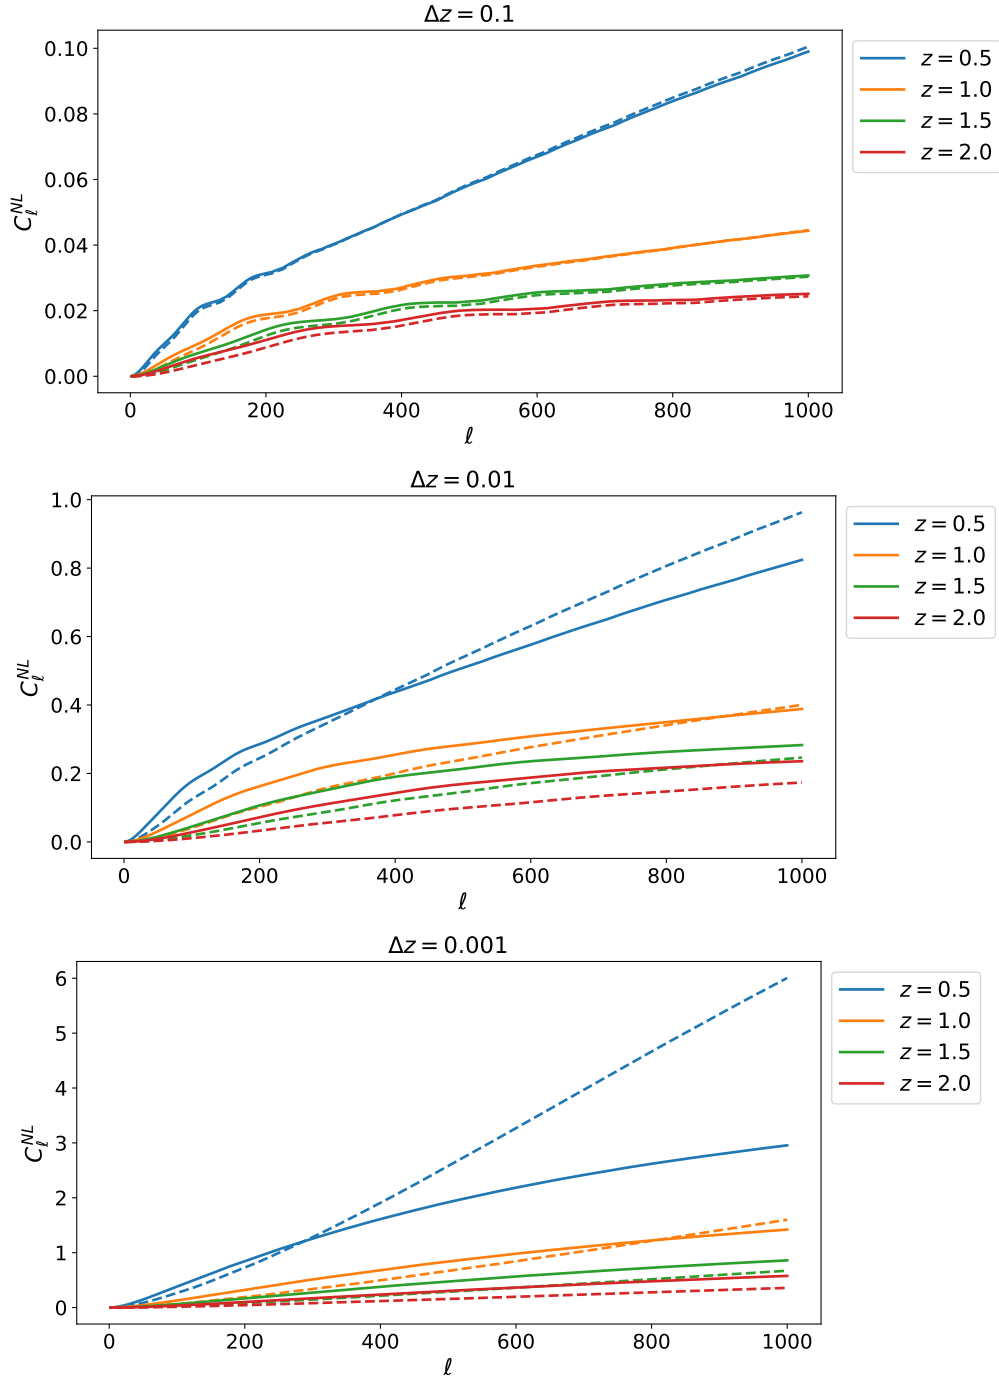 Δz = 0.1
0.10
0.08
0.06
0.04
0.02
0.00
C_ℓ^{NL}
0 200 400 600 800 1000
ℓ
z = 0.5
z = 1.0
z = 1.5
z = 2.0
Δz = 0.01
1.0
0.8
0.6
0.4
0.2
0.0
C_ℓ^{NL}
0 200 400 600 800 1000
ℓ
z = 0.5
z = 1.0
z = 1.5
z = 2.0
Δz = 0.001
6
5
4
3
2
1
0
C_ℓ^{NL}
0 200 400 600 800 1000
ℓ
z = 0.5
z = 1.0
z = 1.5
z = 2.0